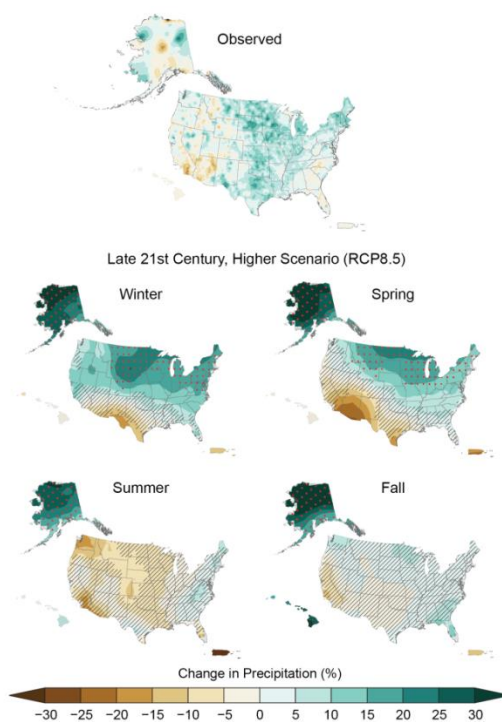 Observed
Late 21st Century, Higher Scenario (RCP8.5)
Winter
Spring
Summer
Fall
Change in Precipitation (%)
−30 −25 −20 −15 −10 −5 0 5 10 15 20 25 30